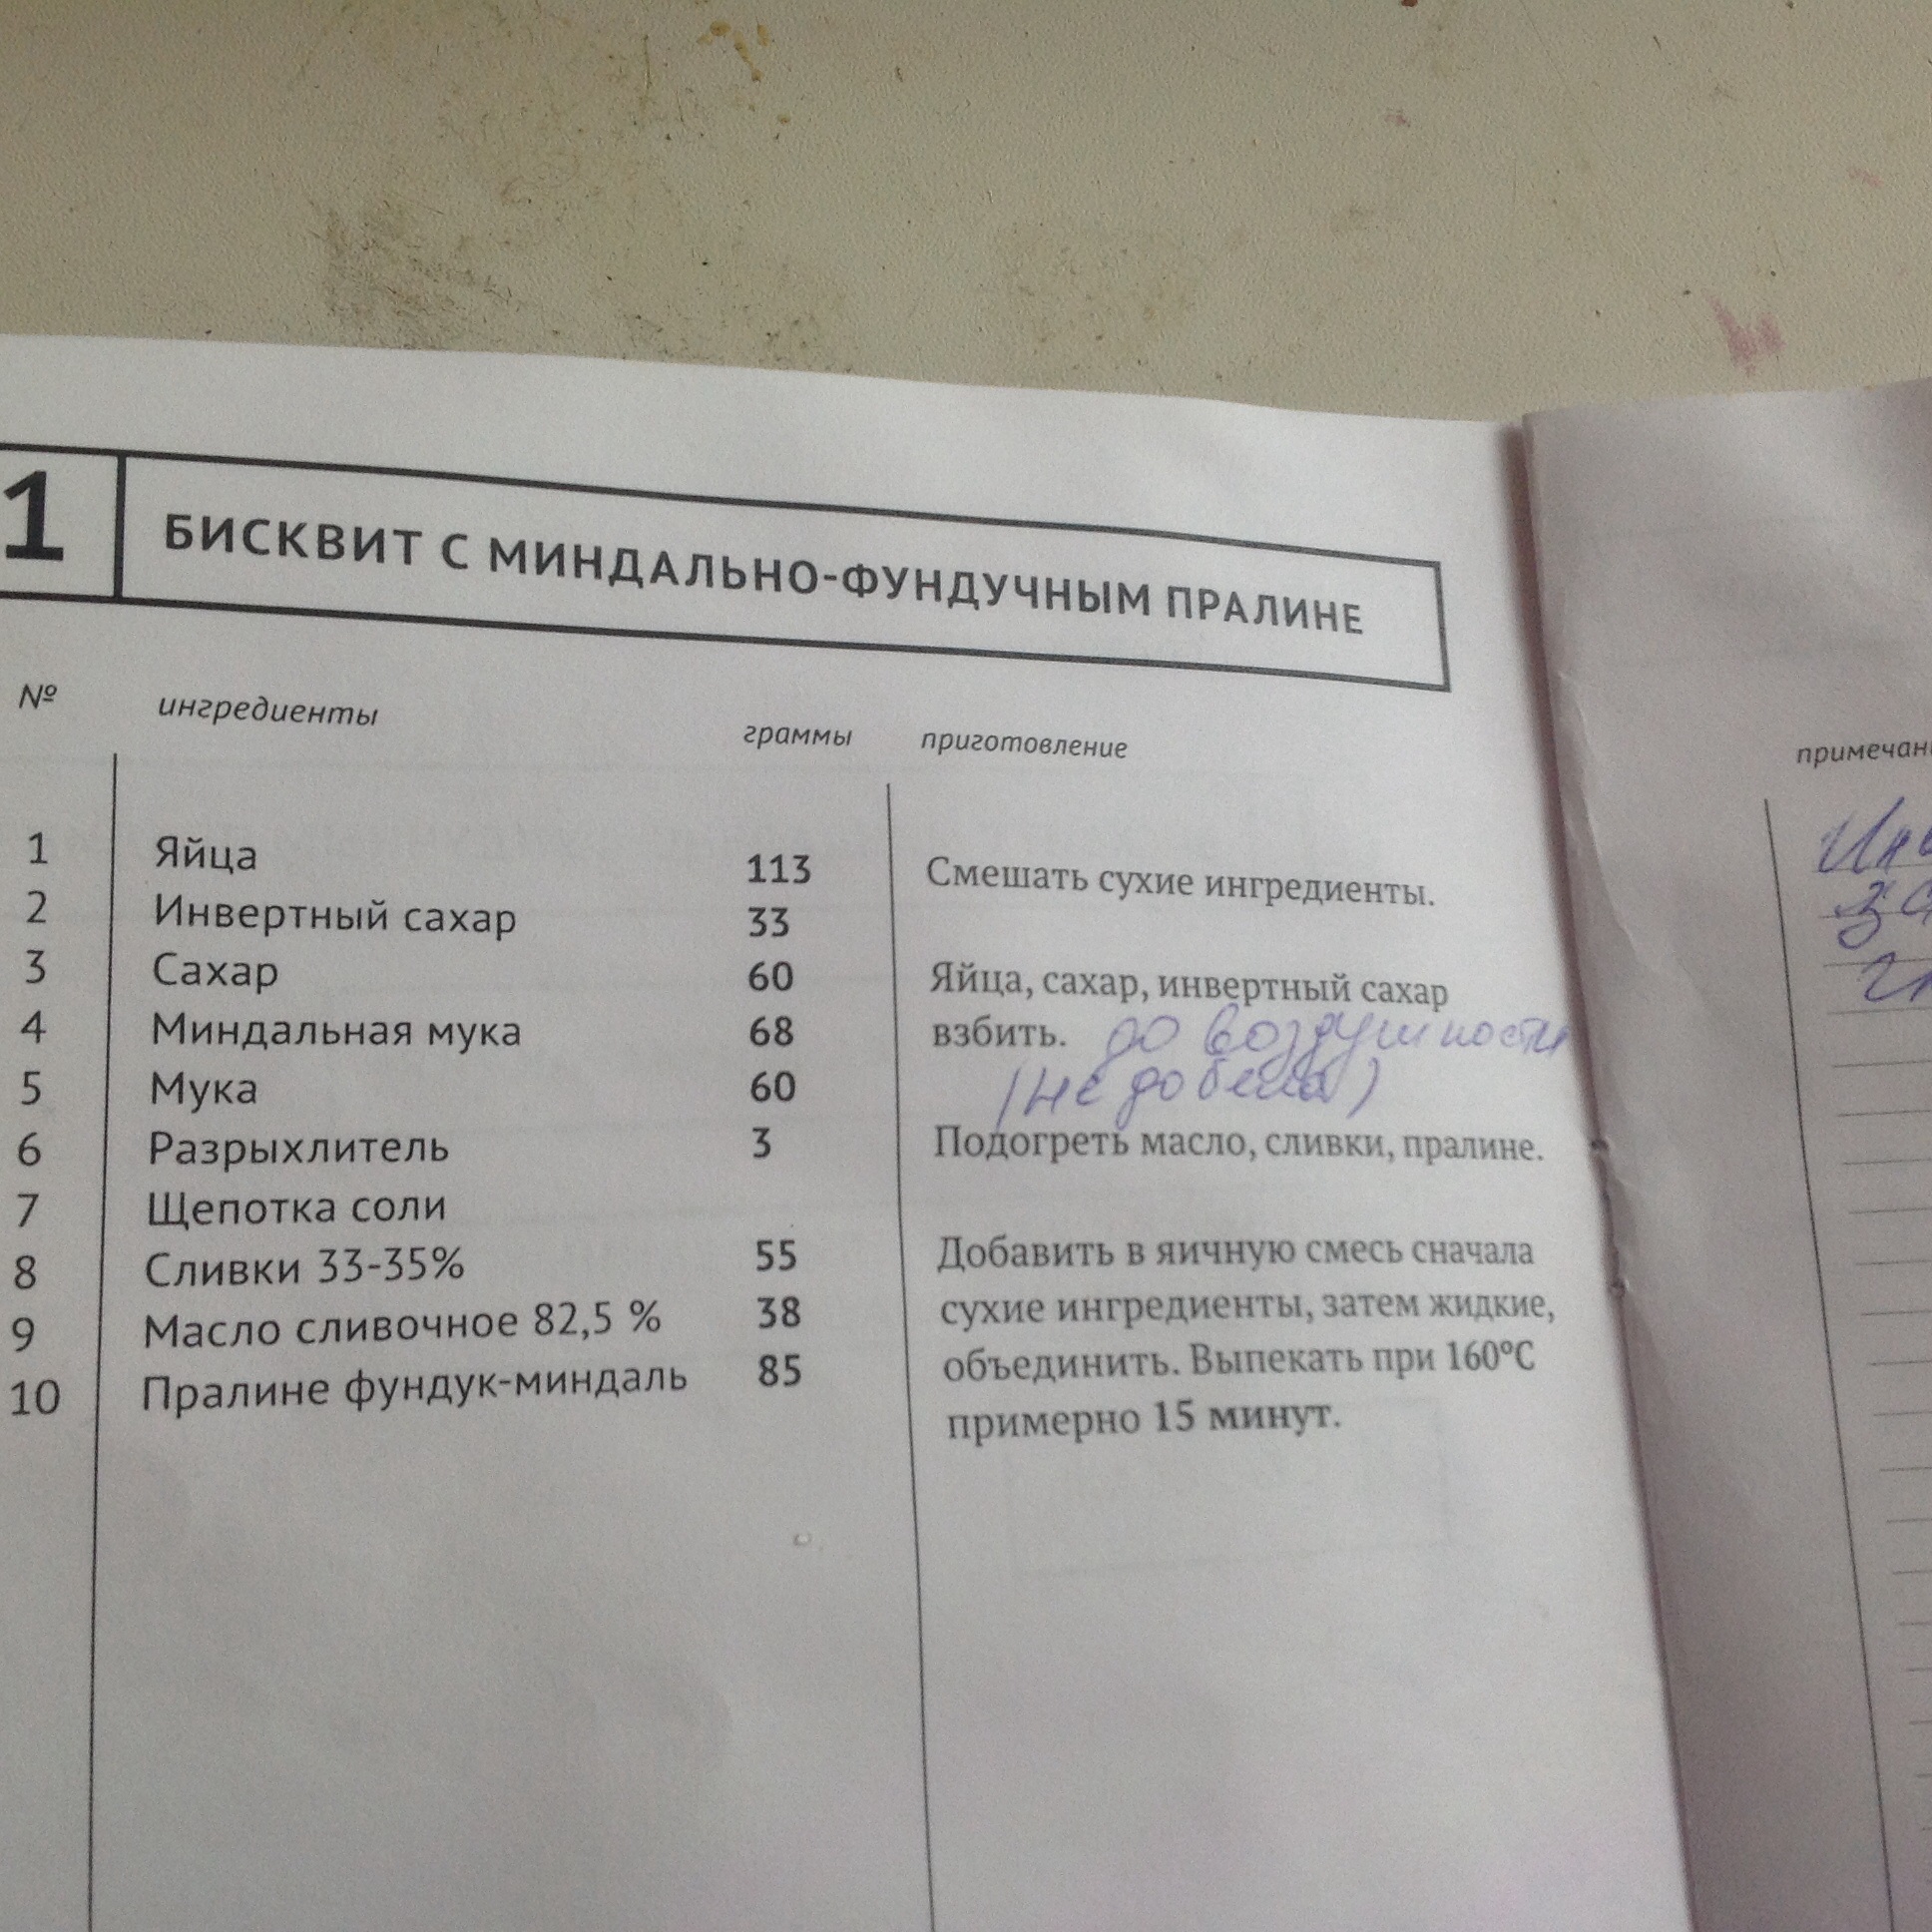 1
БИСКВИТ С МИНДАЛЬНО-ФУНДУЧНЫМ ПРАЛИНЕ
№ ингредиенты граммы приготовление
1 Яйца 113
2 Инвертный сахар 33
3 Сахар 60
4 Миндальная мука 68
5 Мука 60
6 Разрыхлитель 3
7 Щепотка соли
8 Сливки 33-35% 55
9 Масло сливочное 82,5 % 38
10 Пралине фундук-миндаль 85
Смешать сухие ингредиенты.
Яйца, сахар, инвертный сахар
взбить. до воздушности
(не добела)
Подогреть масло, сливки, пралине.
Добавить в яичную смесь сначала
сухие ингредиенты, затем жидкие,
объединить. Выпекать при 160°C
примерно 15 минут.